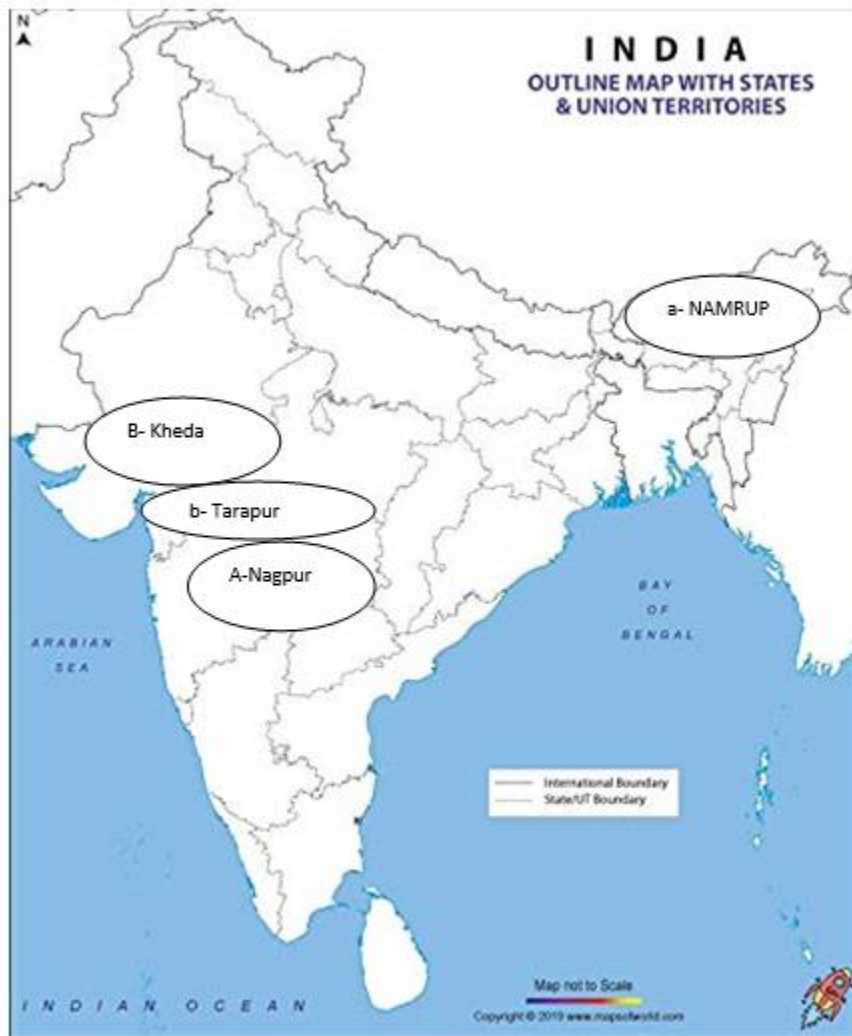 N
INDIA
OUTLINE MAP WITH STATES
& UNION TERRITORIES
a- NAMRUP
B- Kheda
b- Tarapur
A-Nagpur
ARABIAN
SEA
BAY
OF
BENGAL
International Boundary
State/UT Boundary
INDIAN OCEAN
Map not to Scale
Copyright © 2019 www.mapsofworld.com